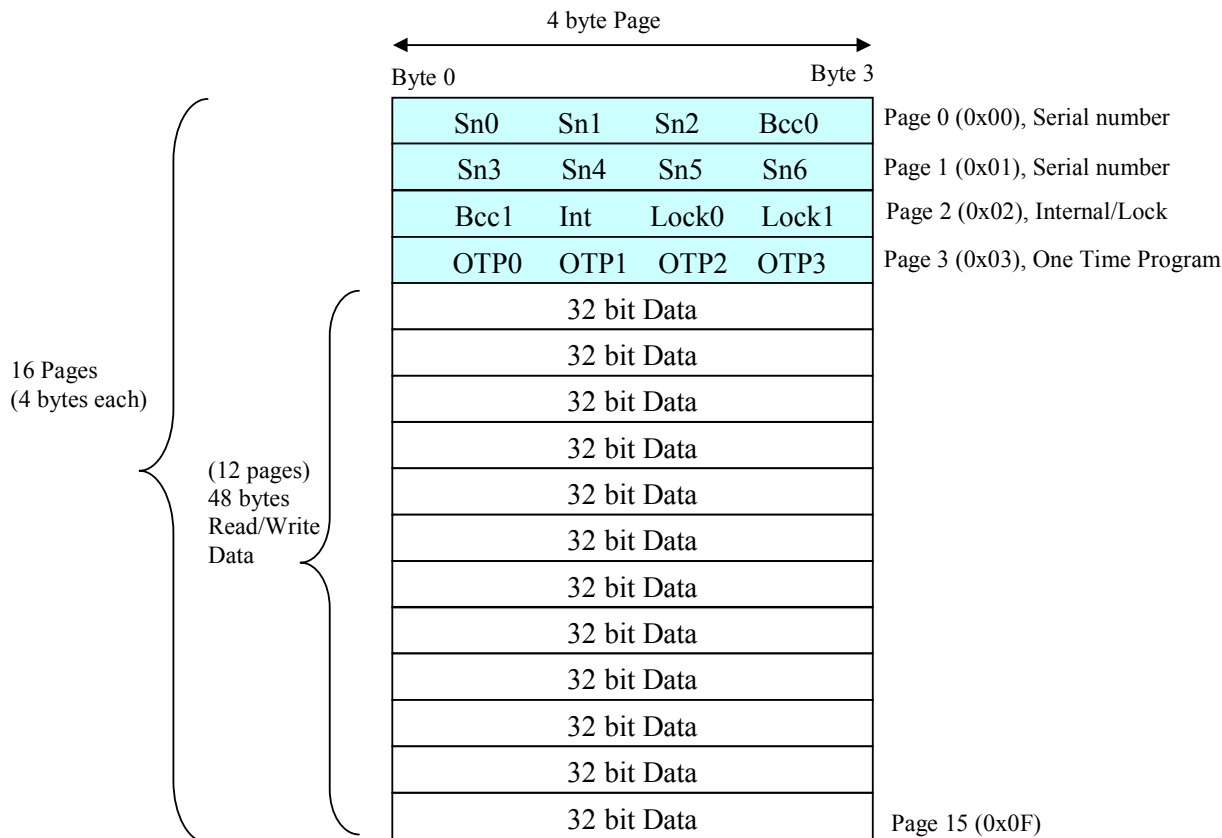 4 byte Page
Byte 0 Byte 3
Sn0 Sn1 Sn2 Bcc0 Page 0 (0x00), Serial number
Sn3 Sn4 Sn5 Sn6 Page 1 (0x01), Serial number
Bcc1 Int Lock0 Lock1 Page 2 (0x02), Internal/Lock
OTP0 OTP1 OTP2 OTP3 Page 3 (0x03), One Time Program
32 bit Data
32 bit Data
32 bit Data
32 bit Data
32 bit Data
32 bit Data
32 bit Data
32 bit Data
32 bit Data
32 bit Data
32 bit Data
32 bit Data Page 15 (0x0F)
16 Pages
(4 bytes each)
(12 pages)
48 bytes
Read/Write
Data